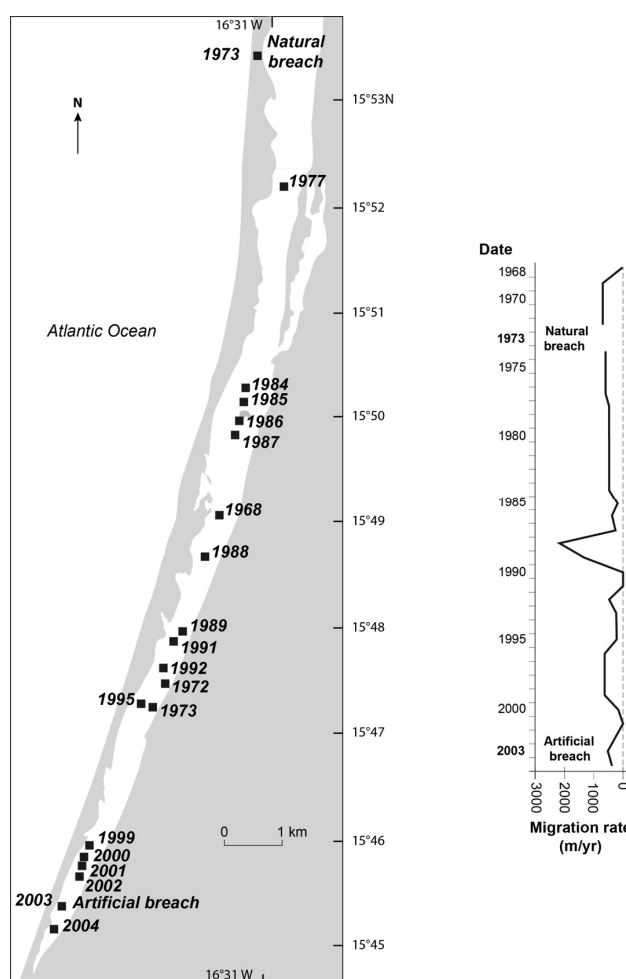 16°31 W
1973
Natural
breach
15°53N
N
1977
15°52
15°51
Atlantic Ocean
1984
1985
15°50
1986
1987
1968
15°49
1988
15°48
1989
1991
1992
1972
1995
1973
15°47
0 1 km
1999
15°46
2000
2001
2002
2003
Artificial breach
2004
15°45
16°31 W
Date
1968
1970
1973
Natural
breach
1975
1980
1985
1990
1995
2000
2003
Artificial
breach
3000
2000
1000
0
Migration rate
(m/yr)